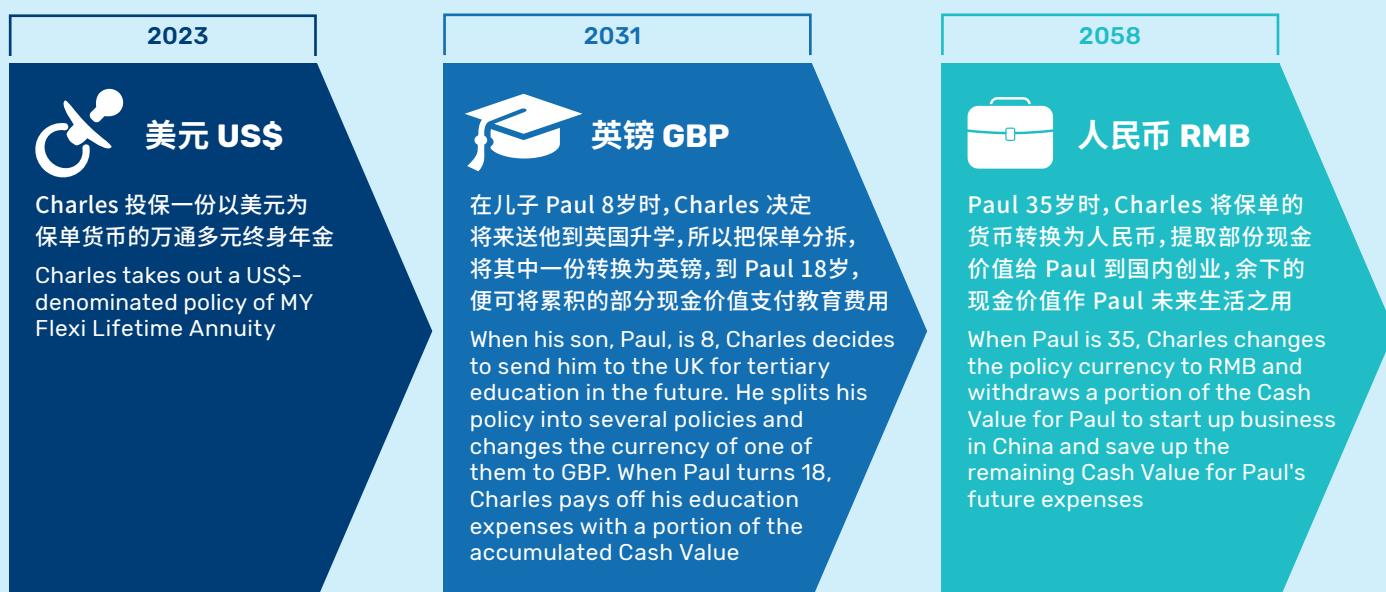 2023
美元 US$
Charles 投保一份以美元为
保单货币的万通多元终身年金
Charles takes out a US$-
denominated policy of MY
Flexi Lifetime Annuity
2031
英镑 GBP
在儿子 Paul 8岁时，Charles 决定
将来送他到英国升学，所以把保单分拆，
将其中一份转换为英镑，到 Paul 18岁，
便可将累积的部分现金价值支付教育费用
When his son, Paul, is 8, Charles decides
to send him to the UK for tertiary
education in the future. He splits his
policy into several policies and
changes the currency of one of
them to GBP. When Paul turns 18,
Charles pays off his education
expenses with a portion of the
accumulated Cash Value
2058
人民币 RMB
Paul 35岁时，Charles 将保单的
货币转换为人民币，提取部份现金
价值给 Paul 到国内创业，余下的
现金价值作 Paul 未来生活之用
When Paul is 35, Charles changes
the policy currency to RMB and
withdraws a portion of the Cash
Value for Paul to start up business
in China and save up the
remaining Cash Value for Paul's
future expenses